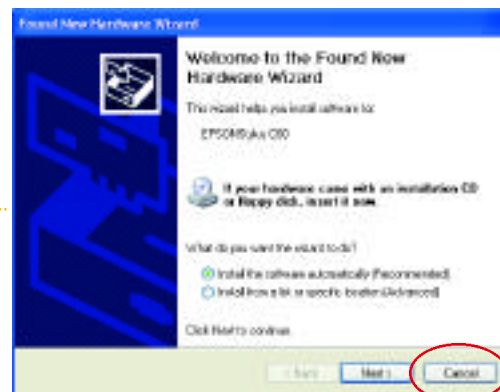 Found New Hardware Wizard
Welcome to the Found New
Hardware Wizard
This wizard helps you install software for:
EPSON Stylus C80
If your hardware came with an installation CD
or floppy disk, insert it now.
What do you want the wizard to do?
Install the software automatically (Recommended)
Install from a list or specific location (Advanced)
Click Next to continue.
< Back Next > Cancel